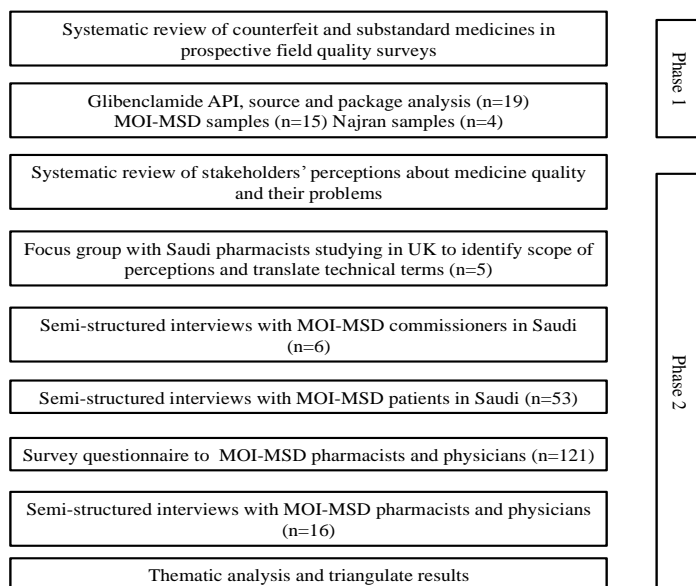 Systematic review of counterfeit and substandard medicines in
prospective field quality surveys
Phase 1
Glibenclamide API, source and package analysis (n=19)
MOI-MSD samples (n=15) Najran samples (n=4)
Systematic review of stakeholders’ perceptions about medicine quality
and their problems
Phase 2
Focus group with Saudi pharmacists studying in UK to identify scope of
perceptions and translate technical terms (n=5)
Semi-structured interviews with MOI-MSD commissioners in Saudi
(n=6)
Semi-structured interviews with MOI-MSD patients in Saudi (n=53)
Survey questionnaire to MOI-MSD pharmacists and physicians (n=121)
Semi-structured interviews with MOI-MSD pharmacists and physicians
(n=16)
Thematic analysis and triangulate results